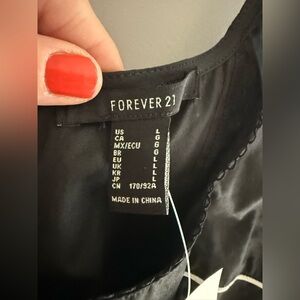 FOREVER 21
US L
CA G
MX/ECU G
BR G
EU L
UK L
KR L
JP L
CN 170/92A
MADE IN CHINA